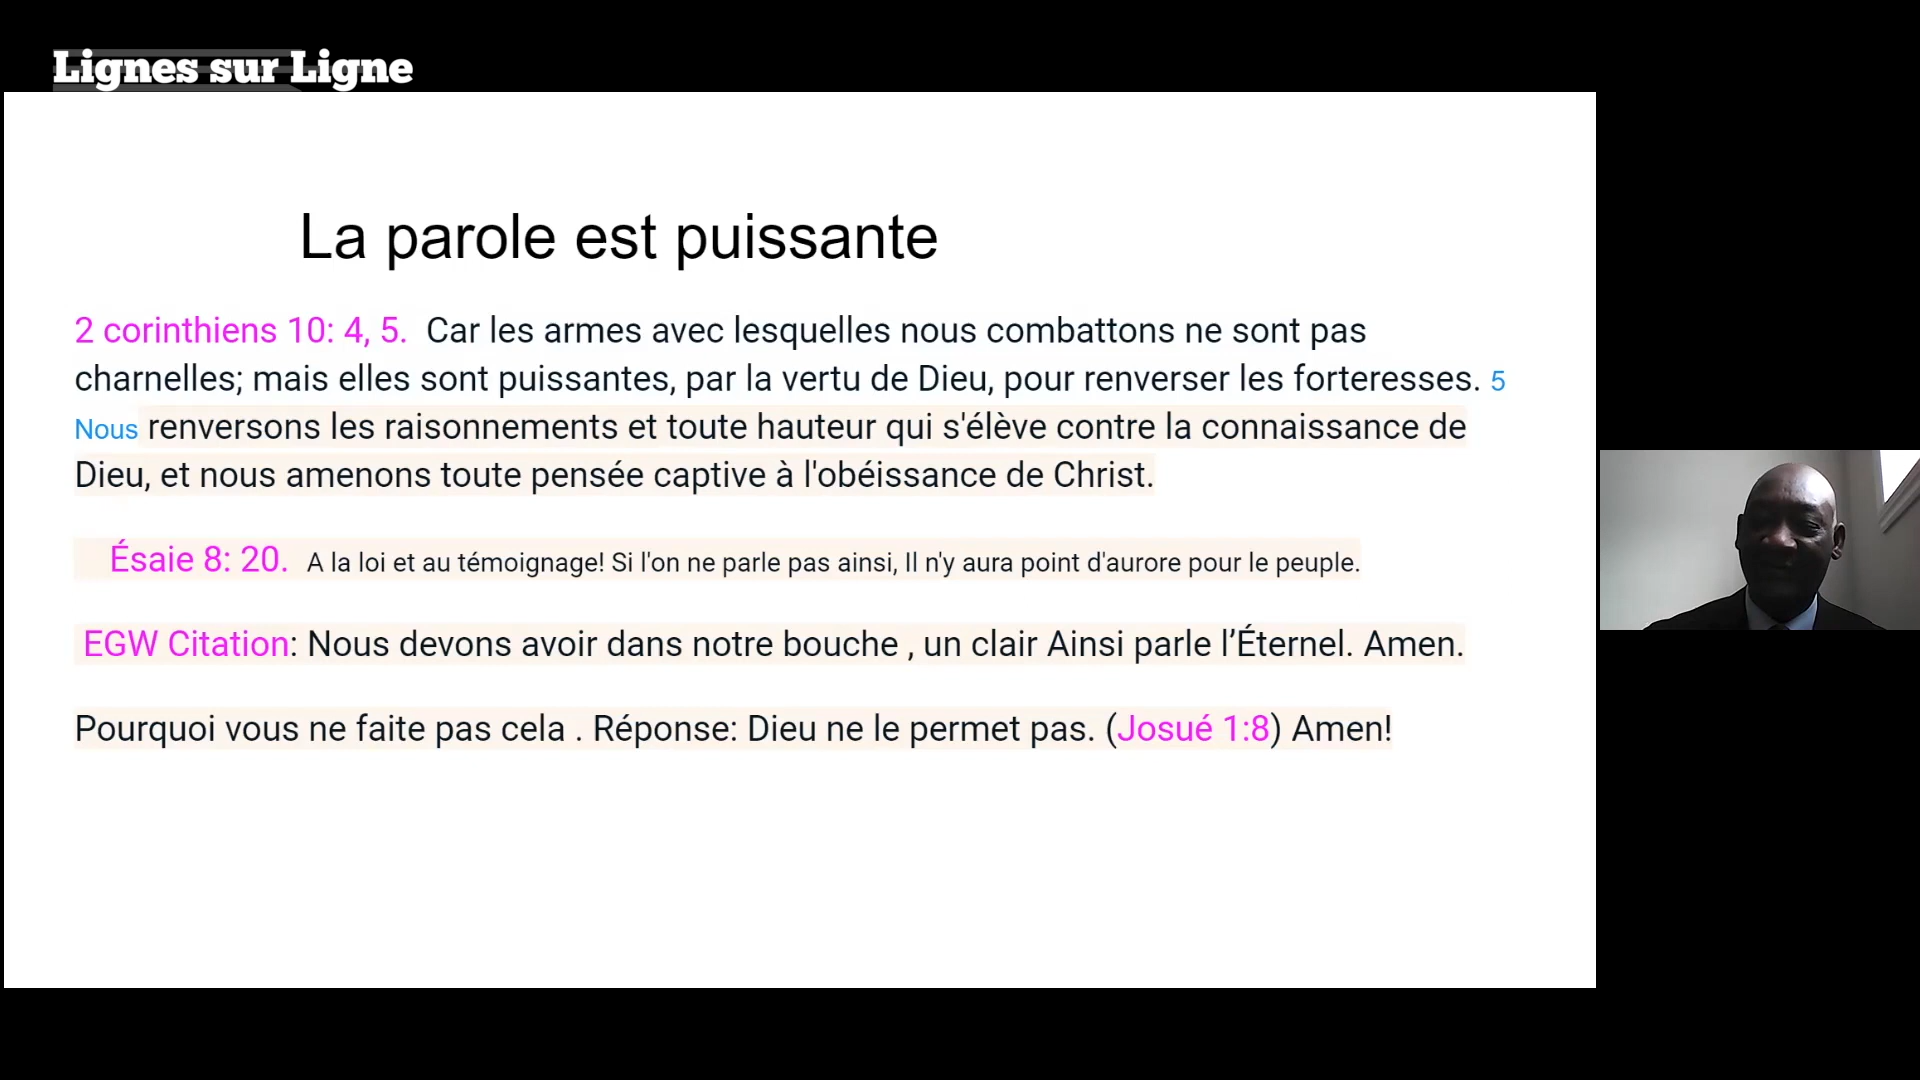 Lignes sur Ligne
La parole est puissante
2 corinthiens 10: 4, 5. Car les armes avec lesquelles nous combattons ne sont pas
charnelles; mais elles sont puissantes, par la vertu de Dieu, pour renverser les forteresses. 5
Nous renversons les raisonnements et toute hauteur qui s'élève contre la connaissance de
Dieu, et nous amenons toute pensée captive à l'obéissance de Christ.
Ésaie 8: 20. A la loi et au témoignage! Si l'on ne parle pas ainsi, Il n'y aura point d'aurore pour le peuple.
EGW Citation: Nous devons avoir dans notre bouche , un clair Ainsi parle l’Éternel. Amen.
Pourquoi vous ne faite pas cela . Réponse: Dieu ne le permet pas. (Josué 1:8) Amen!